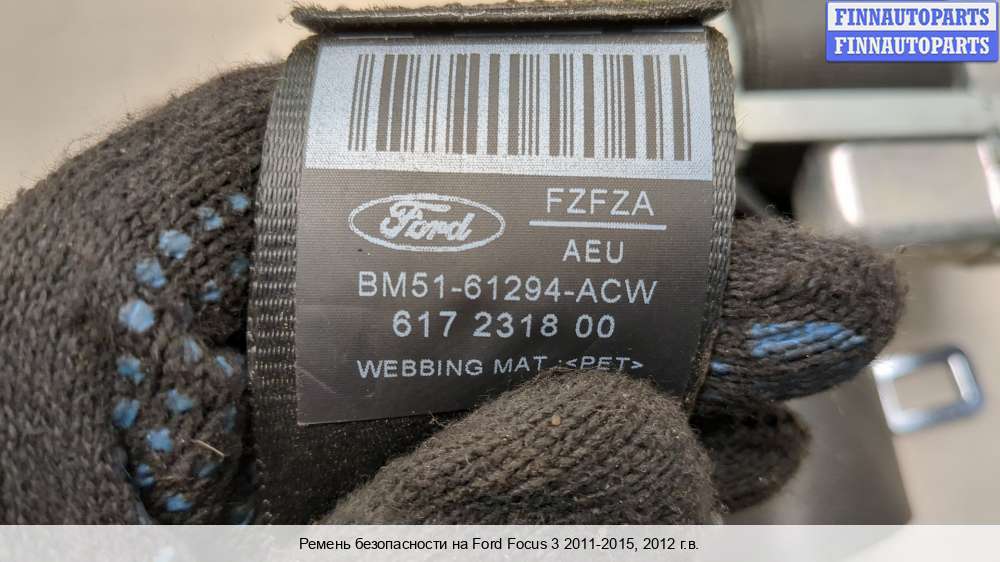 FINNAUTOPARTS
FINNAUTOPARTS
Ford
FZFZA
AEU
BM51-61294-ACW
617 2318 00
WEBBING MAT.:<PET>
Ремень безопасности на Ford Focus 3 2011-2015, 2012 г.в.